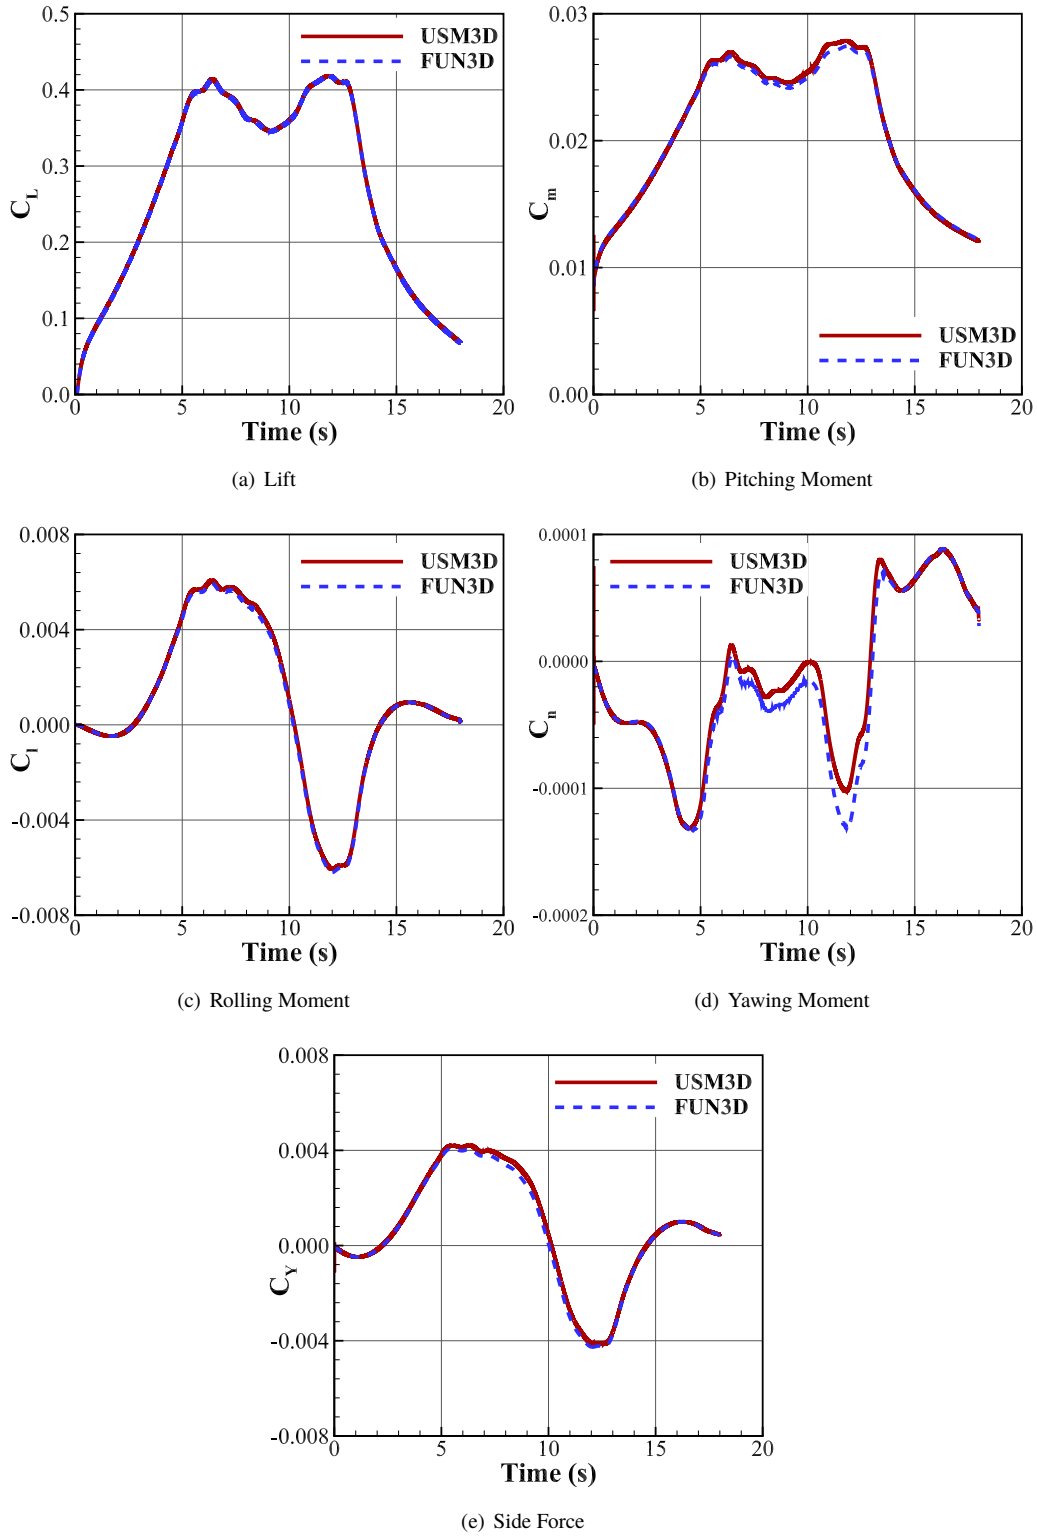 0.5
0.4
0.3
0.2
0.1
0.0
C_L
USM3D
FUN3D
0 5 10 15 20
Time (s)
(a) Lift
0.03
0.02
0.01
0.00
C_m
USM3D
FUN3D
0 5 10 15 20
Time (s)
(b) Pitching Moment
0.008
0.004
0.000
-0.004
-0.008
C_l
USM3D
FUN3D
0 5 10 15 20
Time (s)
(c) Rolling Moment
0.0001
0.0000
-0.0001
-0.0002
C_n
USM3D
FUN3D
0 5 10 15 20
Time (s)
(d) Yawing Moment
0.008
0.004
0.000
-0.004
-0.008
C_Y
USM3D
FUN3D
0 5 10 15 20
Time (s)
(e) Side Force